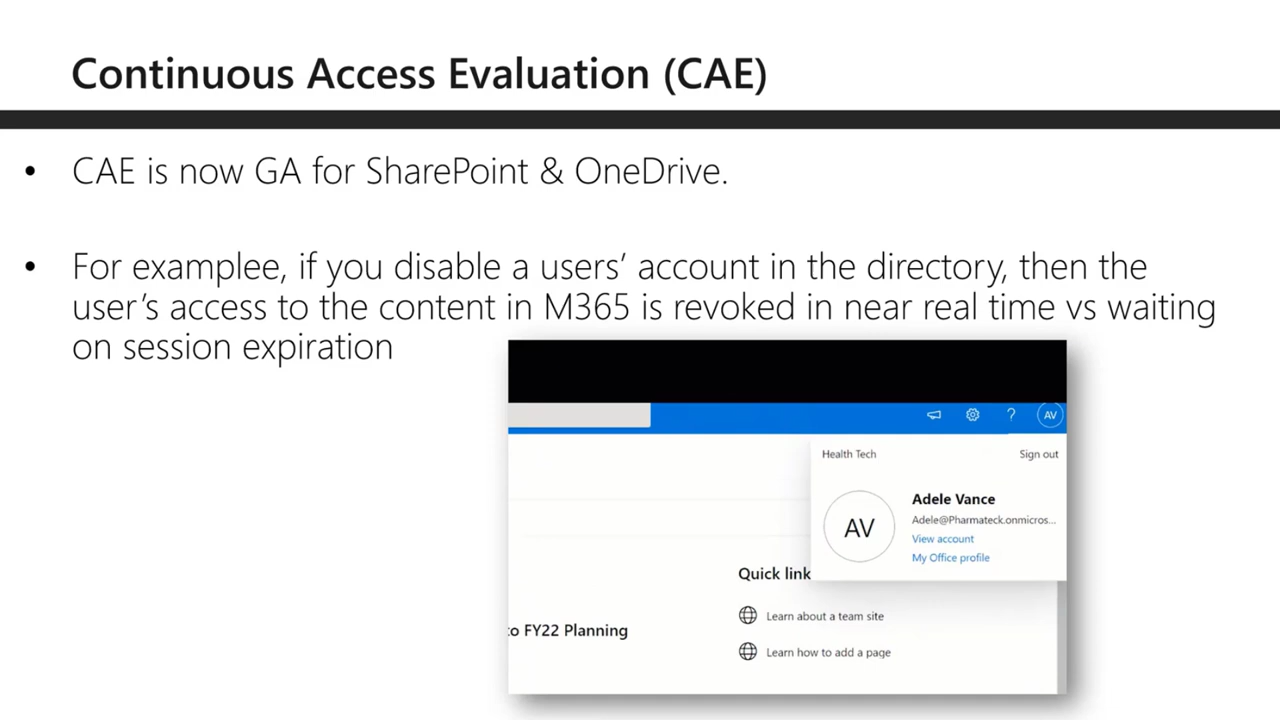 Continuous Access Evaluation (CAE)
• CAE is now GA for SharePoint & OneDrive.
• For examplee, if you disable a users’ account in the directory, then the
user’s access to the content in M365 is revoked in near real time vs waiting
on session expiration
?
AV
Health Tech
Sign out
AV
Adele Vance
Adele@Pharmateck.onmicros...
View account
My Office profile
Quick link
Learn about a team site
to FY22 Planning
Learn how to add a page